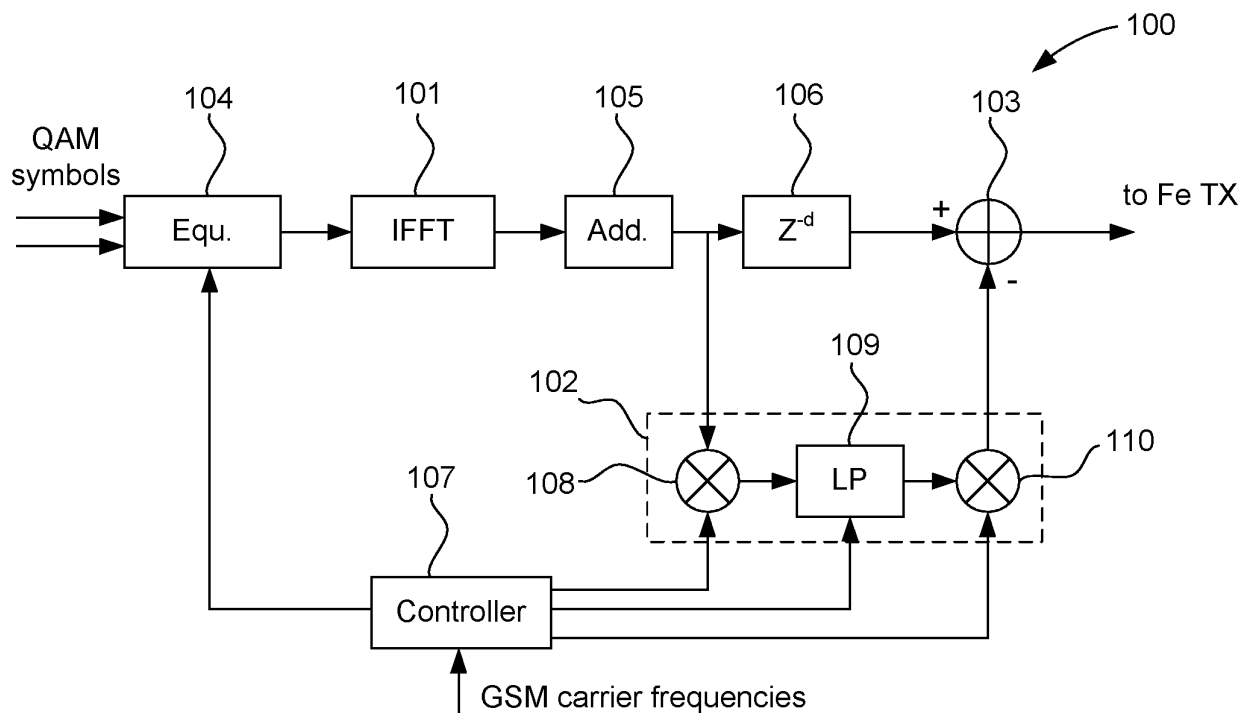 100
104
101
105
106
103
QAM
symbols
Equ.
IFFT
Add.
Z-d
+
to Fe TX
-
109
102
108
LP
110
107
Controller
GSM carrier frequencies